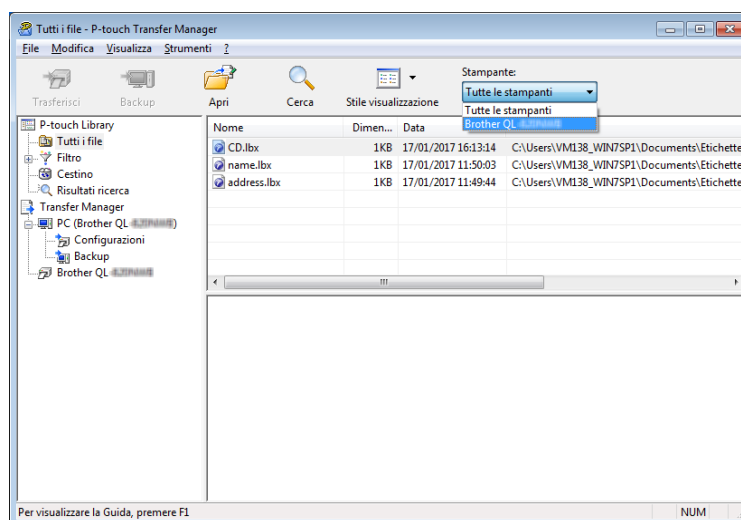 Tutti i file - P-touch Transfer Manager
File Modifica Visualizza Strumenti ?
Stampante:
Tutte le stampanti
Trasferisci Backup Apri Cerca Stile visualizzazione
Tutte le stampanti
Brother QL
P-touch Library
Tutti i file
Filtro
Cestino
Risultati ricerca
Transfer Manager
PC (Brother QL )
Configurazioni
Backup
Brother QL
Nome Dimen... Data
CD.lbx 1KB 17/01/2017 16:13:14 C:\Users\VM138_WIN7SP1\Documents\Etichette
name.lbx 1KB 17/01/2017 11:50:03 C:\Users\VM138_WIN7SP1\Documents\Etichette
address.lbx 1KB 17/01/2017 11:49:44 C:\Users\VM138_WIN7SP1\Documents\Etichette
Per visualizzare la Guida, premere F1 NUM